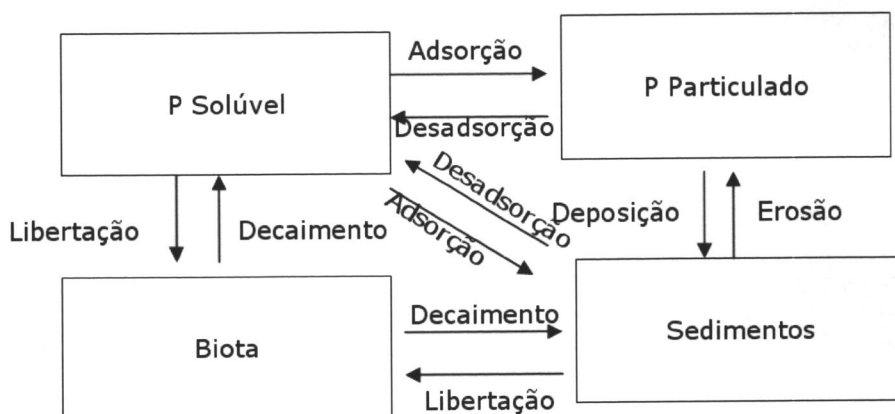 Adsorção
P Solúvel
P Particulado
Desadsorção
Desadsorção
Adsorção
Libertação
Decaimento
Deposição
Erosão
Decaimento
Biota
Sedimentos
Libertação